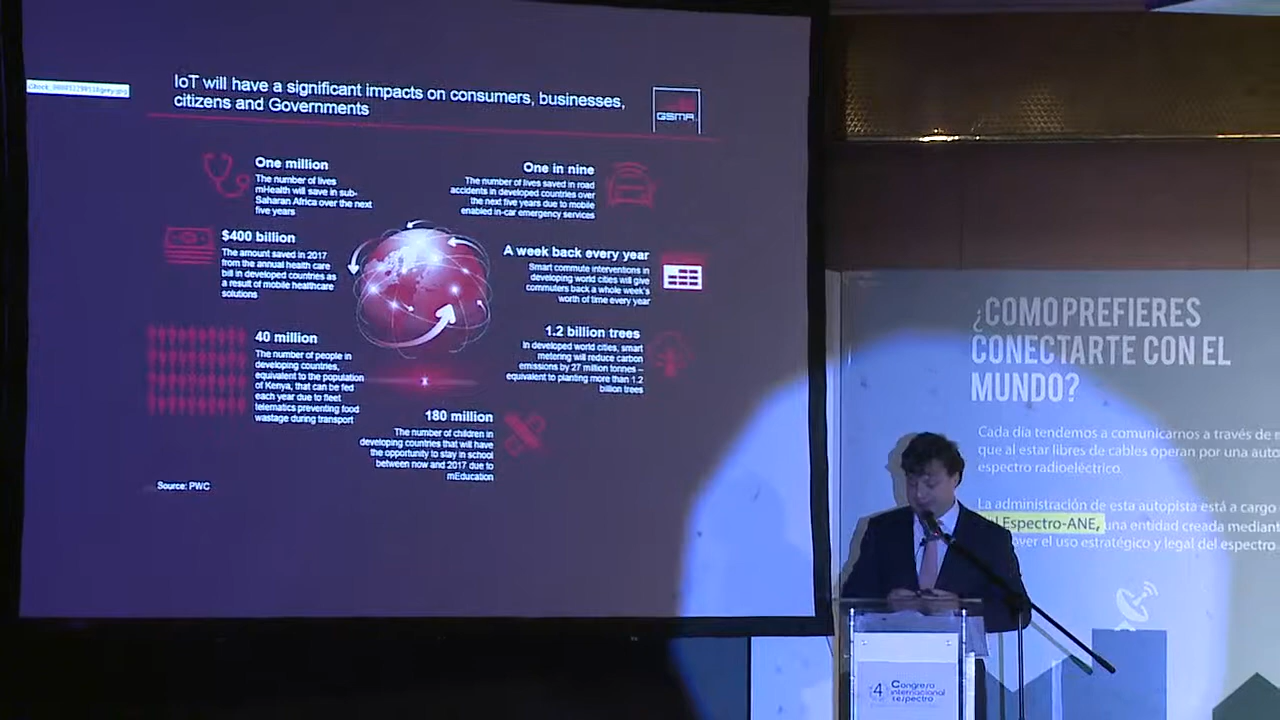 IoT will have a significant impacts on consumers, businesses,
citizens and Governments
GSMA
One million
The number of lives
mHealth will save in sub-
Saharan Africa over the next
five years
One in nine
The number of lives saved in road
accidents in developed countries over
the next five years due to mobile
enabled in-car emergency services
$400 billion
The amount saved in 2017
from the annual health care
bill in developed countries as
a result of mobile healthcare
solutions
A week back every year
Smart commute interventions in
developing world cities will give
commuters back a whole week's
worth of time every year
40 million
The number of people in
developing countries,
equivalent to the population
of Kenya, that can be fed
each year due to fleet
telematics preventing food
wastage during transport
1.2 billion trees
In developed world cities, smart
metering will reduce carbon
emissions by 27 million tonnes –
equivalent to planting more than 1.2
billion trees
180 million
The number of children in
developing countries that will have
the opportunity to stay in school
between now and 2017 due to
mEducation
Source: PWC
¿COMO PREFIERES
CONECTARTE CON EL
MUNDO?
Cada día tendemos a comunicarnos a través de
que al estar libres de cables operan por una
espectro radioeléctrico.
La administración de esta autopista está a cargo
Espectro-ANE, una entidad creada
el uso estratégico y legal del espectro
4 Congreso
internacional
espectro